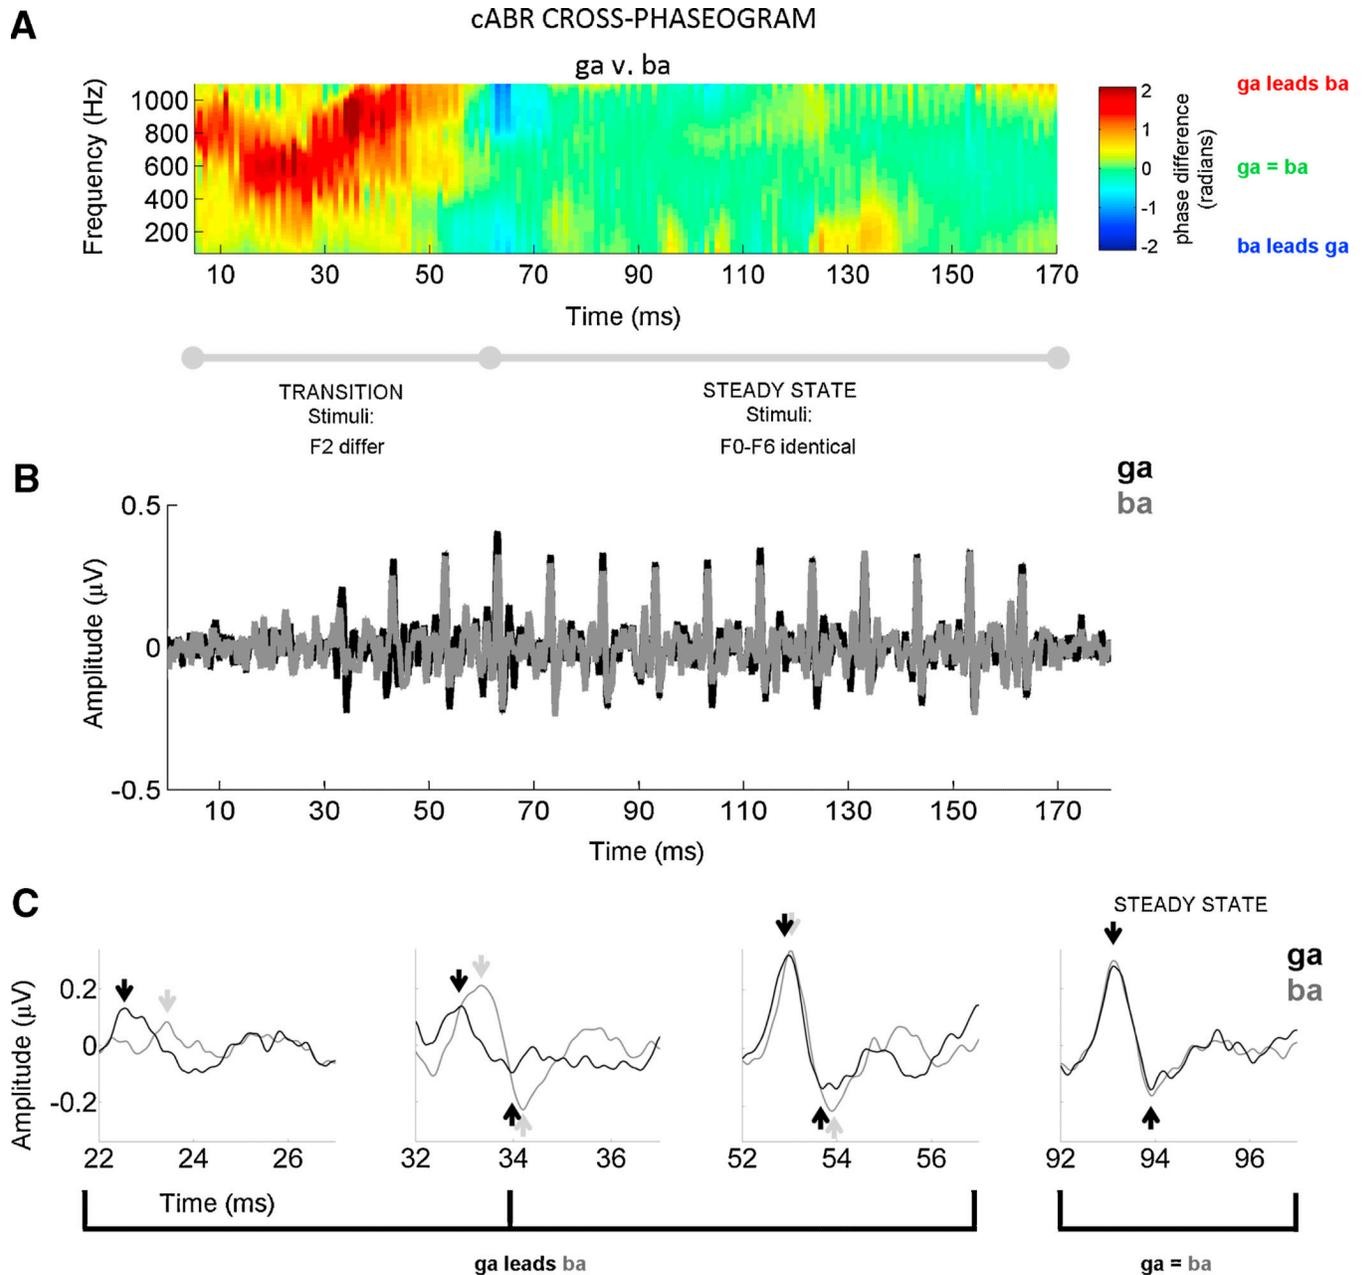 A
cABR CROSS-PHASEOGRAM
ga v. ba
Frequency (Hz)
1000
800
600
400
200
10 30 50 70 90 110 130 150 170
Time (ms)
2
1
0
-1
-2
phase difference
(radians)
ga leads ba
ga = ba
ba leads ga
TRANSITION
Stimuli:
F2 differ
STEADY STATE
Stimuli:
F0-F6 identical
B
ga
ba
Amplitude (µV)
0.5
0
-0.5
10 30 50 70 90 110 130 150 170
Time (ms)
C
STEADY STATE
ga
ba
Amplitude (µV)
0.2
0
-0.2
22 24 26
32 34 36
52 54 56
92 94 96
Time (ms)
ga leads ba
ga = ba